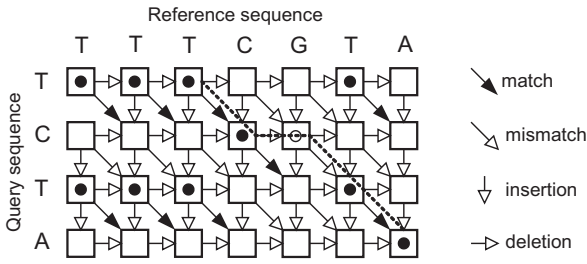 Reference sequence
T T T C G T A
Query sequence
T
C
T
A
match
mismatch
insertion
deletion